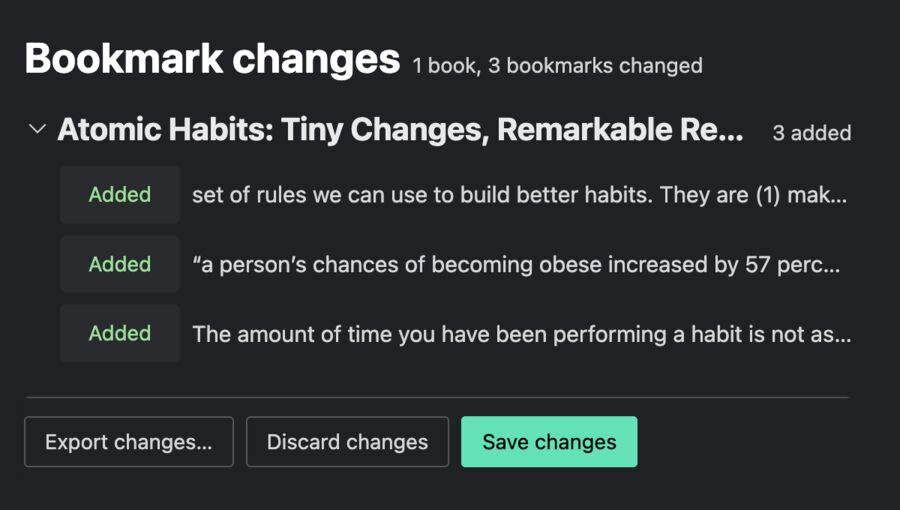 Bookmark changes 1 book, 3 bookmarks changed
Atomic Habits: Tiny Changes, Remarkable Re... 3 added
Added set of rules we can use to build better habits. They are (1) mak...
Added “a person’s chances of becoming obese increased by 57 perc...
Added The amount of time you have been performing a habit is not as...
Export changes... Discard changes Save changes